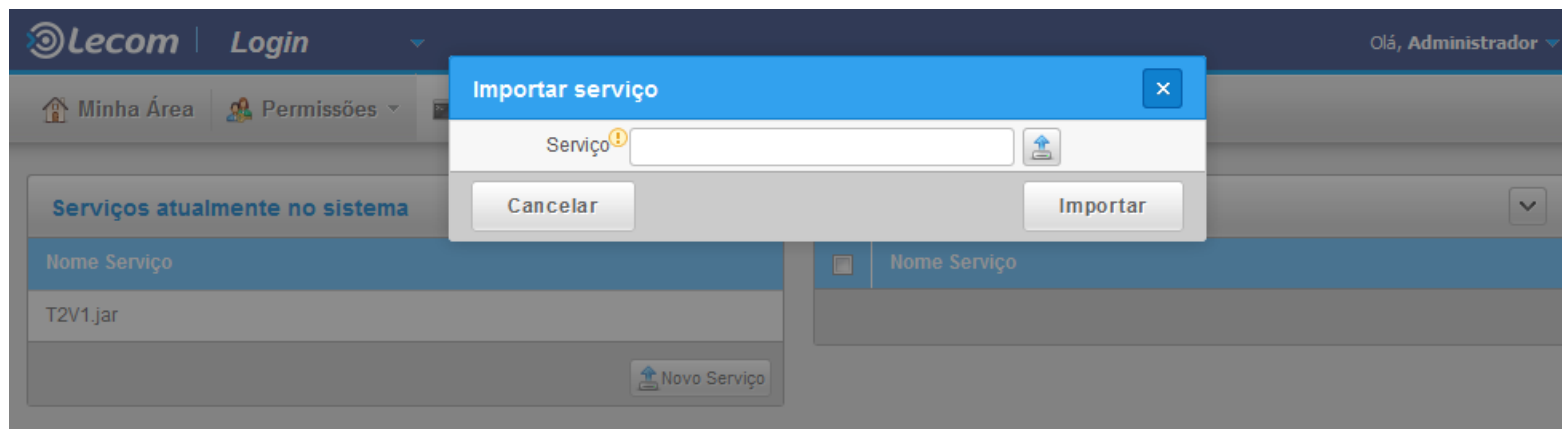 Lecom Login Olá, Administrador
Minha Área Permissões
Importar serviço
Serviço
Cancelar Importar
Serviços atualmente no sistema
Nome Serviço Nome Serviço
T2V1.jar
Novo Serviço